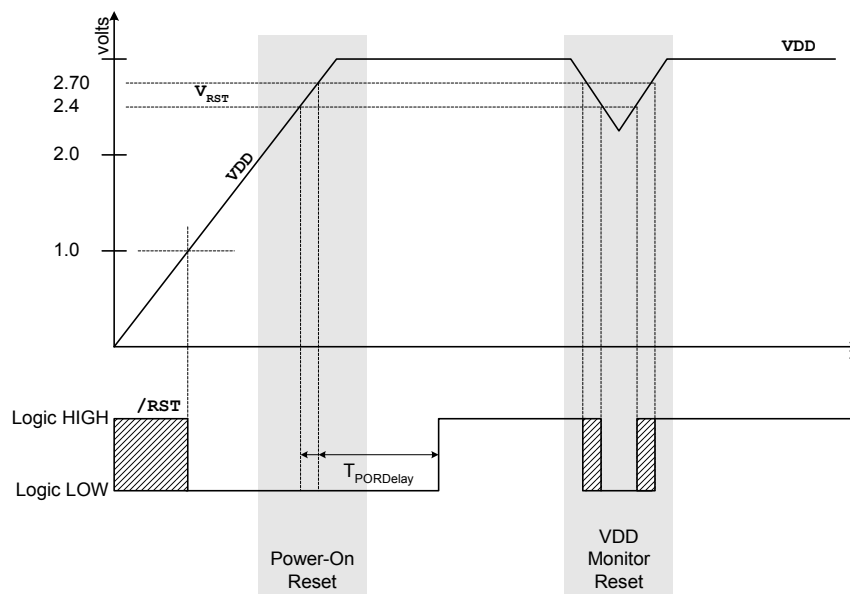 volts
VDD
2.70
V_RST
2.4
VDD
2.0
1.0
/RST
Logic HIGH
T_PORDelay
Logic LOW
Power-On
Reset
VDD
Monitor
Reset